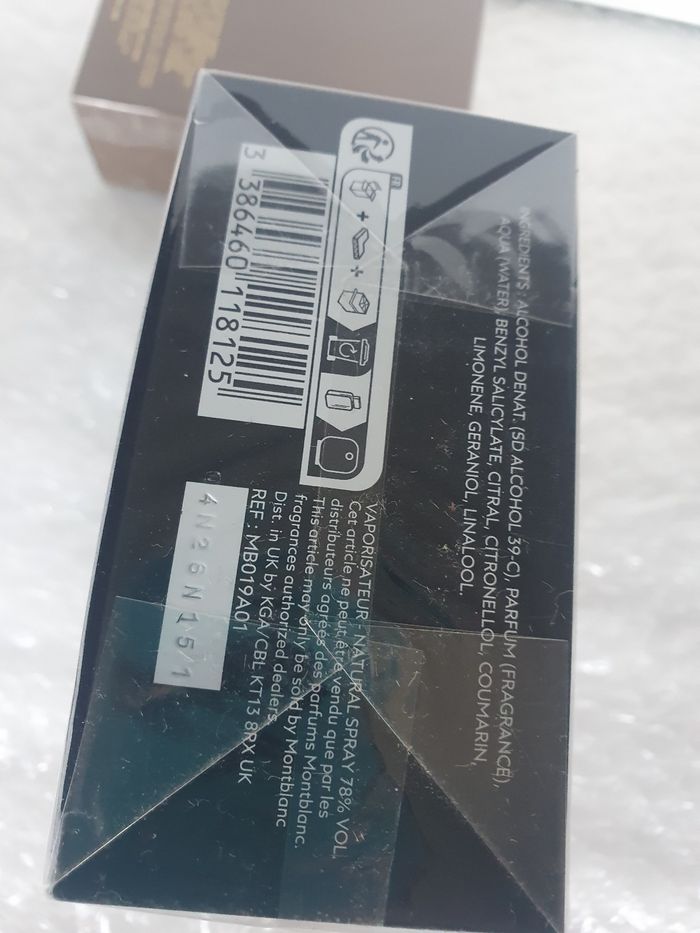 INGREDIENTS : ALCOHOL DENAT. (SD ALCOHOL 39-C), PARFUM (FRAGRANCE),
AQUA (WATER), BENZYL SALICYLATE, CITRAL, CITRONELLOL, COUMARIN,
LIMONENE, GERANIOL, LINALOOL.
FR
3 386460 118125
VAPORISATEUR - NATURAL SPRAY 78% VOL.
Cet article ne peut être vendu que par les
distributeurs agréés des parfums Montblanc.
This article may only be sold by Montblanc
fragrances authorized dealers.
Dist. in UK by KGA/CBL KT13 8RX UK
REF : MB019A01
4N26N15/1